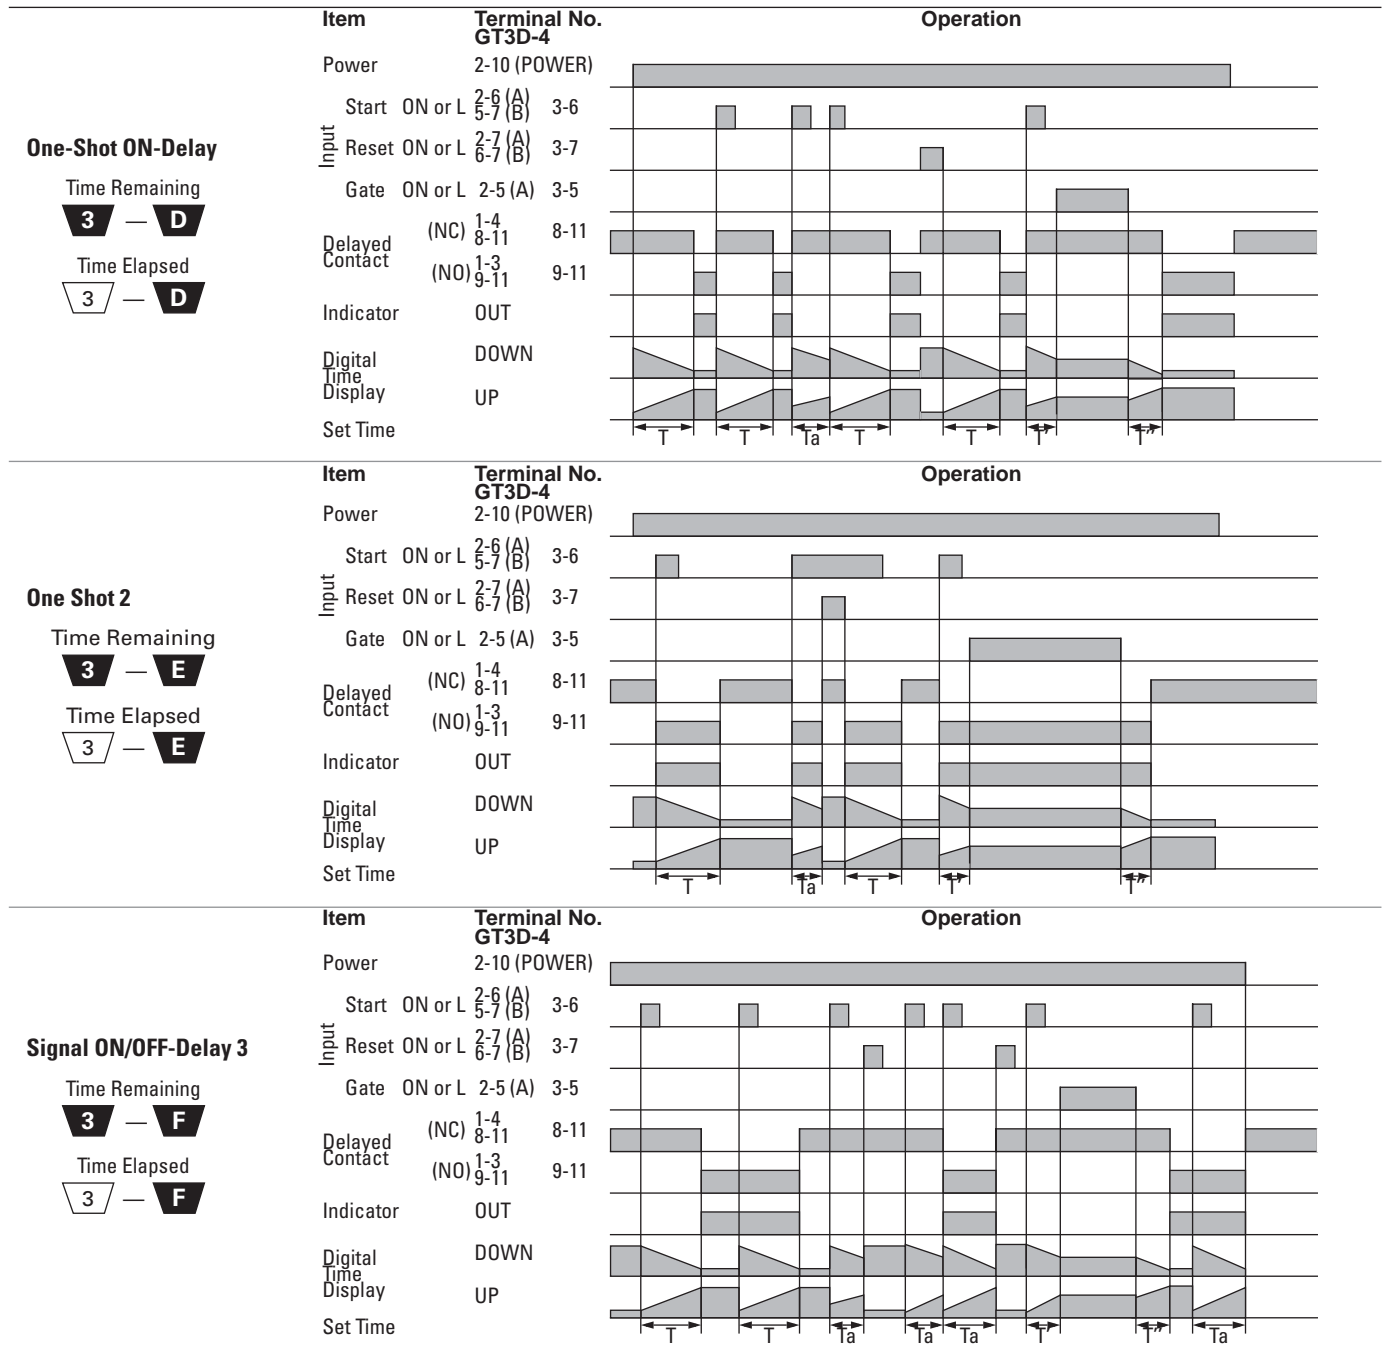 Item Terminal No. Operation
GT3D-4
Power 2-10 (POWER)
Input
Start ON or L 2-6 (A) 3-6
5-7 (B)
Reset ON or L 2-7 (A) 3-7
6-7 (B)
Gate ON or L 2-5 (A) 3-5
Delayed Contact
(NC) 1-4 8-11
8-11
(NO) 1-3 9-11
9-11
Indicator OUT
Digital Time Display
DOWN
UP
Set Time
T T Ta T T T' T"
One-Shot ON-Delay
Time Remaining
3 — D
Time Elapsed
3 — D
Item Terminal No. Operation
GT3D-4
Power 2-10 (POWER)
Input
Start ON or L 2-6 (A) 3-6
5-7 (B)
Reset ON or L 2-7 (A) 3-7
6-7 (B)
Gate ON or L 2-5 (A) 3-5
Delayed Contact
(NC) 1-4 8-11
8-11
(NO) 1-3 9-11
9-11
Indicator OUT
Digital Time Display
DOWN
UP
Set Time
T Ta T T' T"
One Shot 2
Time Remaining
3 — E
Time Elapsed
3 — E
Item Terminal No. Operation
GT3D-4
Power 2-10 (POWER)
Input
Start ON or L 2-6 (A) 3-6
5-7 (B)
Reset ON or L 2-7 (A) 3-7
6-7 (B)
Gate ON or L 2-5 (A) 3-5
Delayed Contact
(NC) 1-4 8-11
8-11
(NO) 1-3 9-11
9-11
Indicator OUT
Digital Time Display
DOWN
UP
Set Time
T T Ta Ta Ta T' T" Ta
Signal ON/OFF-Delay 3
Time Remaining
3 — F
Time Elapsed
3 — F